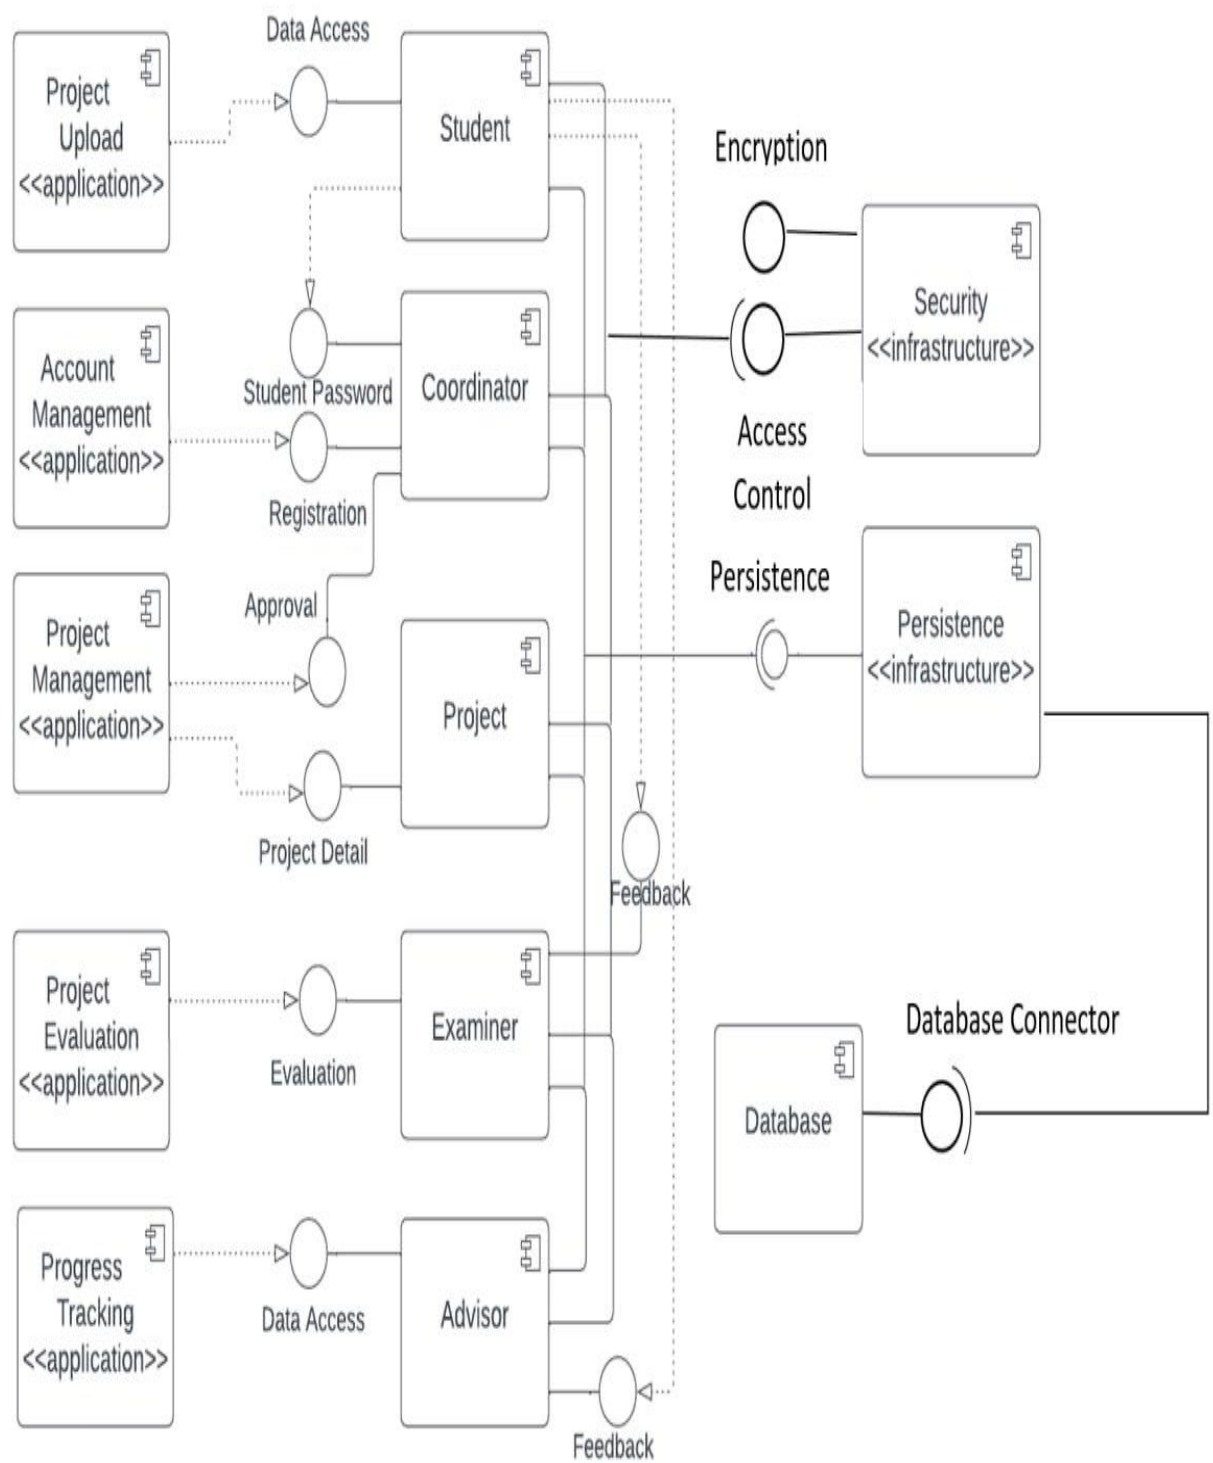 Data Access
Project
Upload
<<application>>
Student
Encryption
Security
<<infrastructure>>
Account
Management
<<application>>
Student Password
Coordinator
Registration
Access
Control
Approval
Persistence
Persistence
<<infrastructure>>
Project
Management
<<application>>
Project
Project Detail
Feedback
Project
Evaluation
<<application>>
Examiner
Evaluation
Database Connector
Database
Progress
Tracking
<<application>>
Data Access
Advisor
Feedback